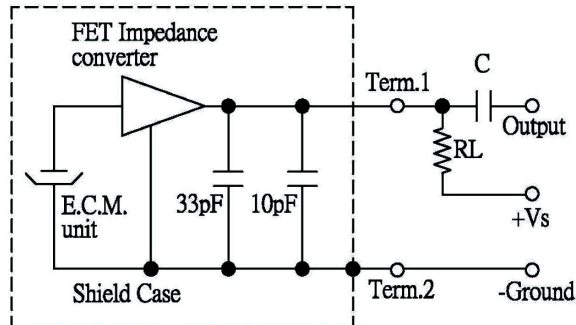 FET Impedance
converter
Term.1
C
Output
RL
+Vs
E.C.M.
unit
33pF
10pF
Shield Case
Term.2
-Ground